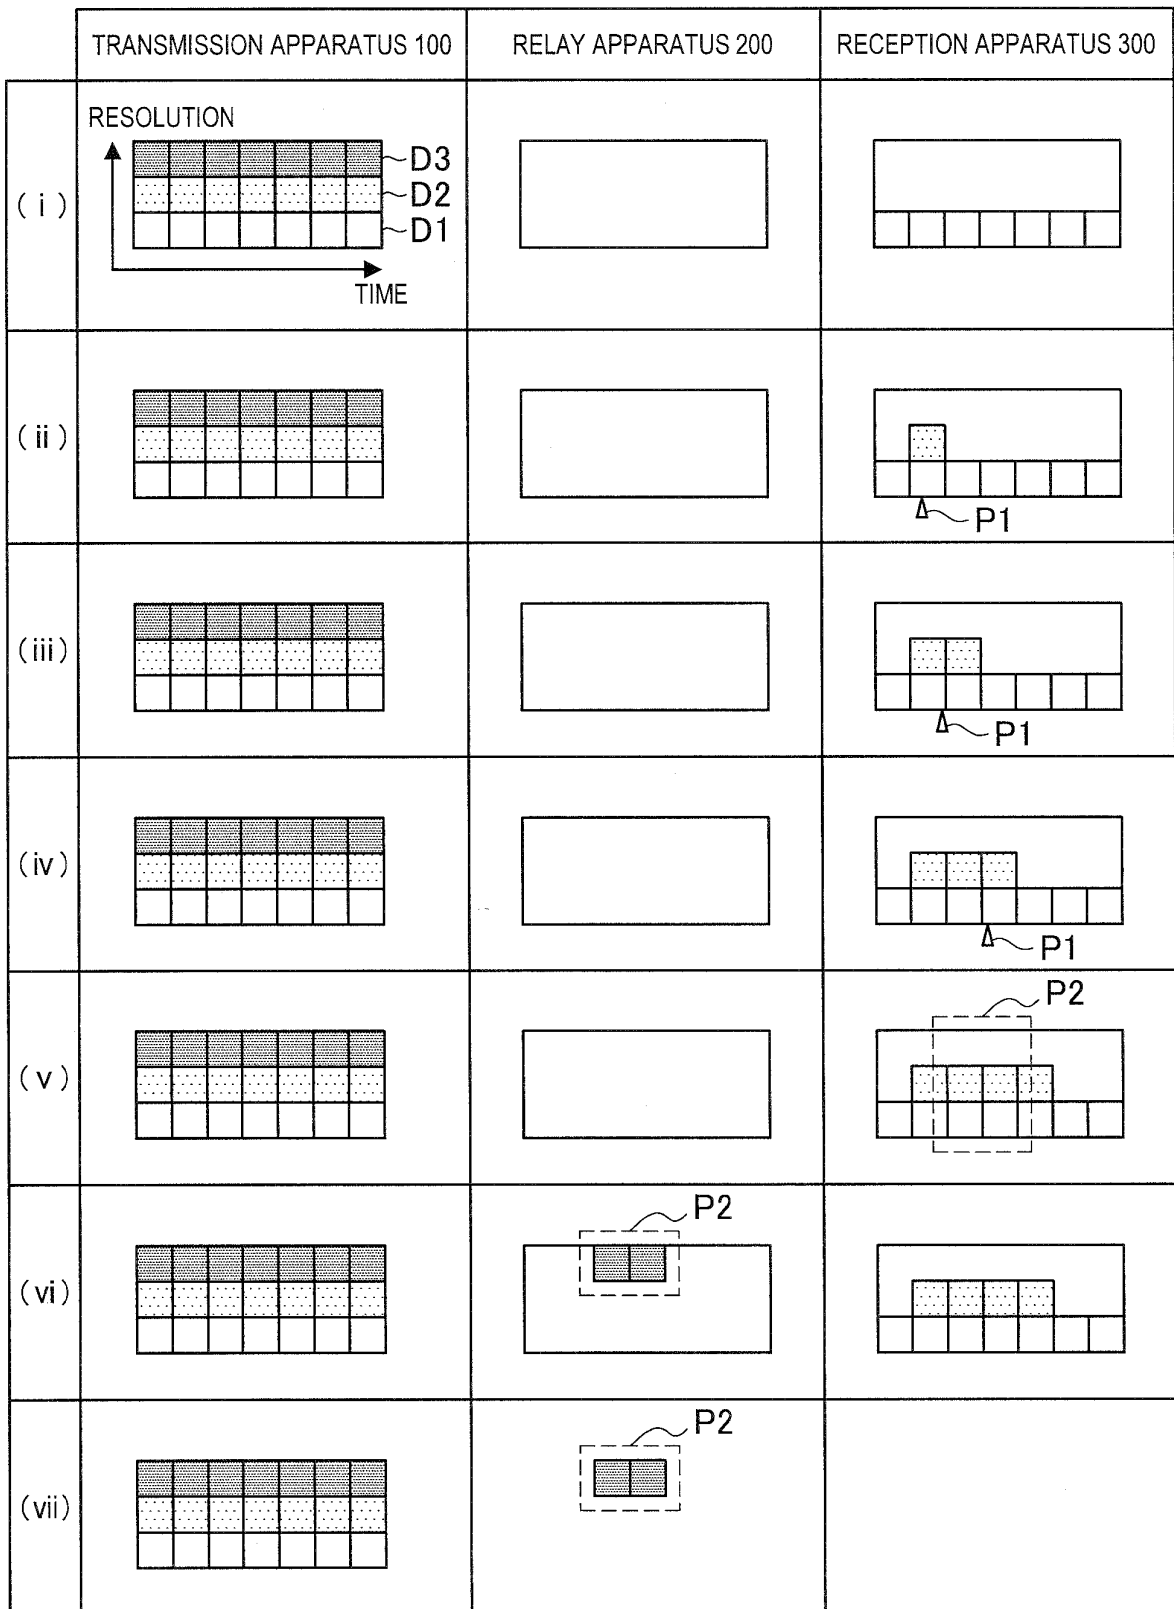 TRANSMISSION APPARATUS 100
RELAY APPARATUS 200
RECEPTION APPARATUS 300
(i)
RESOLUTION
D3
D2
D1
TIME
(ii)
P1
(iii)
P1
(iv)
P1
(v)
P2
(vi)
P2
(vii)
P2